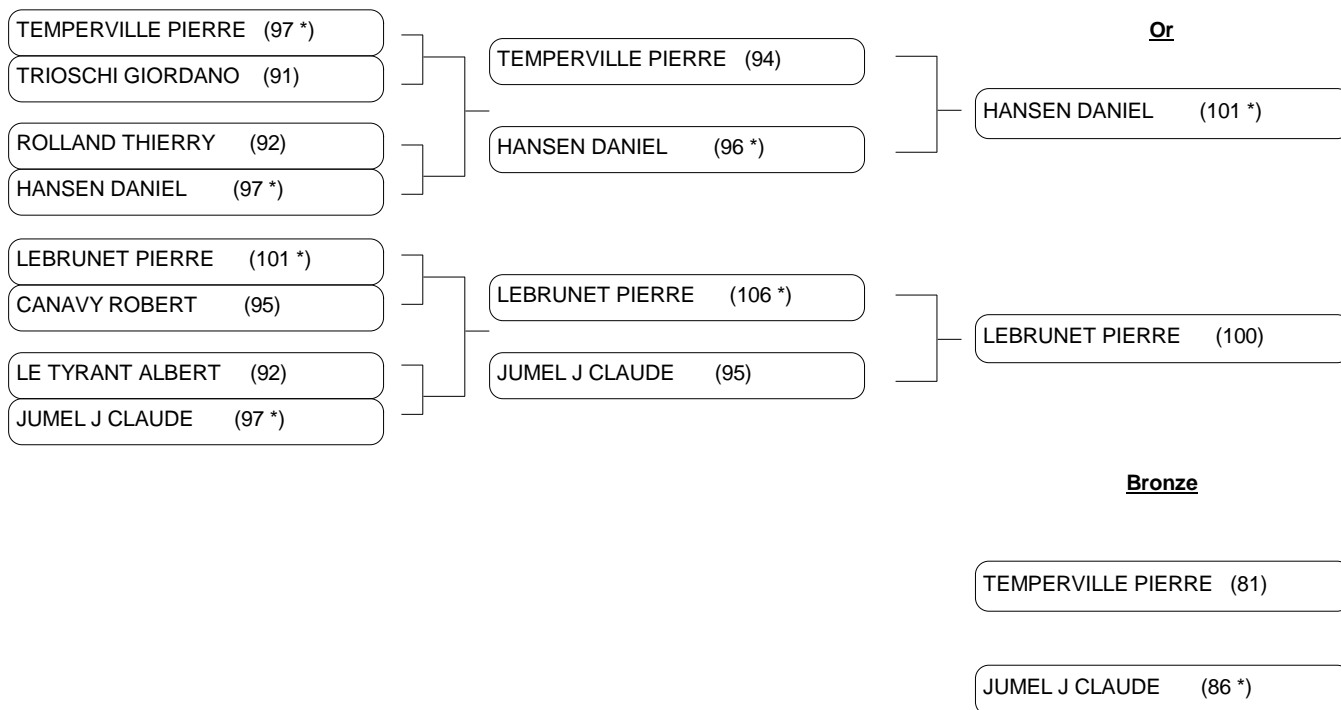 TEMPERVILLE PIERRE (97 *)
TRIOSCHI GIORDANO (91)
ROLLAND THIERRY (92)
HANSEN DANIEL (97 *)
LEBRUNET PIERRE (101 *)
CANAVY ROBERT (95)
LE TYRANT ALBERT (92)
JUMEL J CLAUDE (97 *)
TEMPERVILLE PIERRE (94)
HANSEN DANIEL (96 *)
LEBRUNET PIERRE (106 *)
JUMEL J CLAUDE (95)
Or
HANSEN DANIEL (101 *)
LEBRUNET PIERRE (100)
Bronze
TEMPERVILLE PIERRE (81)
JUMEL J CLAUDE (86 *)